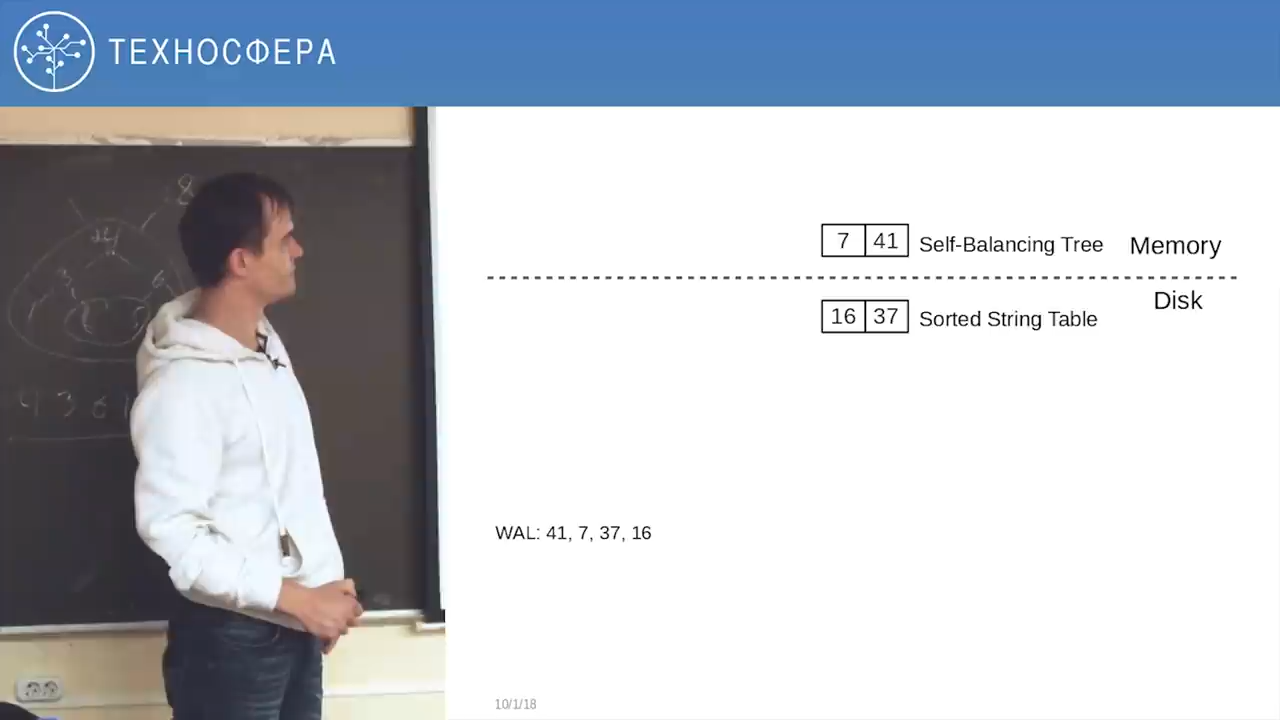 ТЕХНОСФЕРА
7 41 Self-Balancing Tree Memory
Disk
16 37 Sorted String Table
WAL: 41, 7, 37, 16
10/1/18